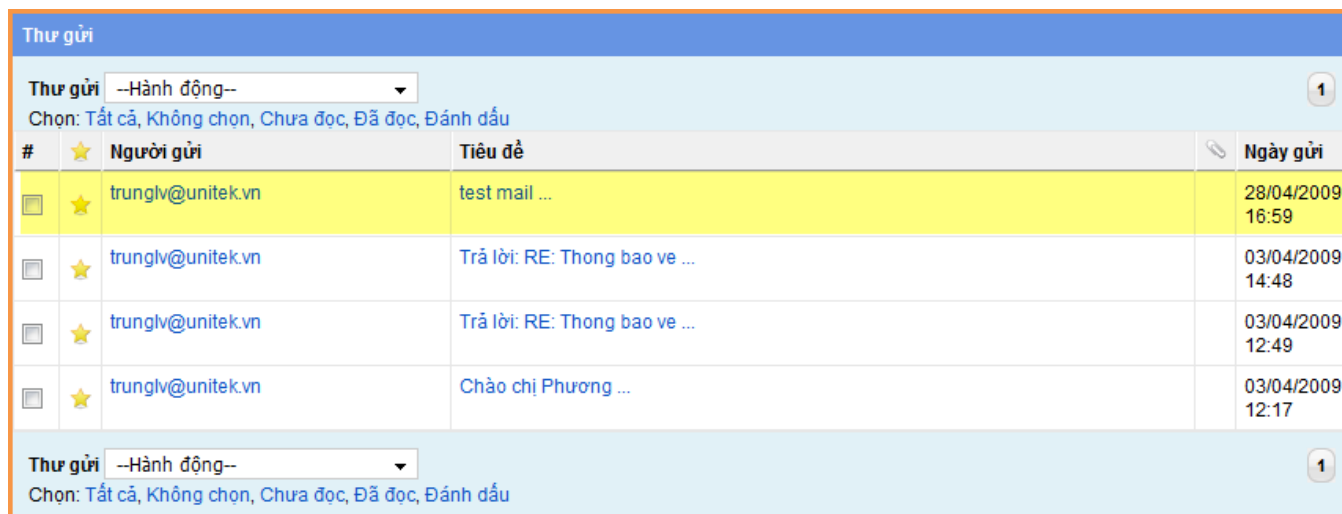 Thư gửi
Thư gửi --Hành động-- 1
Chọn: Tất cả, Không chọn, Chưa đọc, Đã đọc, Đánh dấu
# Người gửi Tiêu đề Ngày gửi
trunglv@unitek.vn test mail ... 28/04/2009
16:59
trunglv@unitek.vn Trả lời: RE: Thong bao ve ... 03/04/2009
14:48
trunglv@unitek.vn Trả lời: RE: Thong bao ve ... 03/04/2009
12:49
trunglv@unitek.vn Chào chị Phương ... 03/04/2009
12:17
Thư gửi --Hành động-- 1
Chọn: Tất cả, Không chọn, Chưa đọc, Đã đọc, Đánh dấu